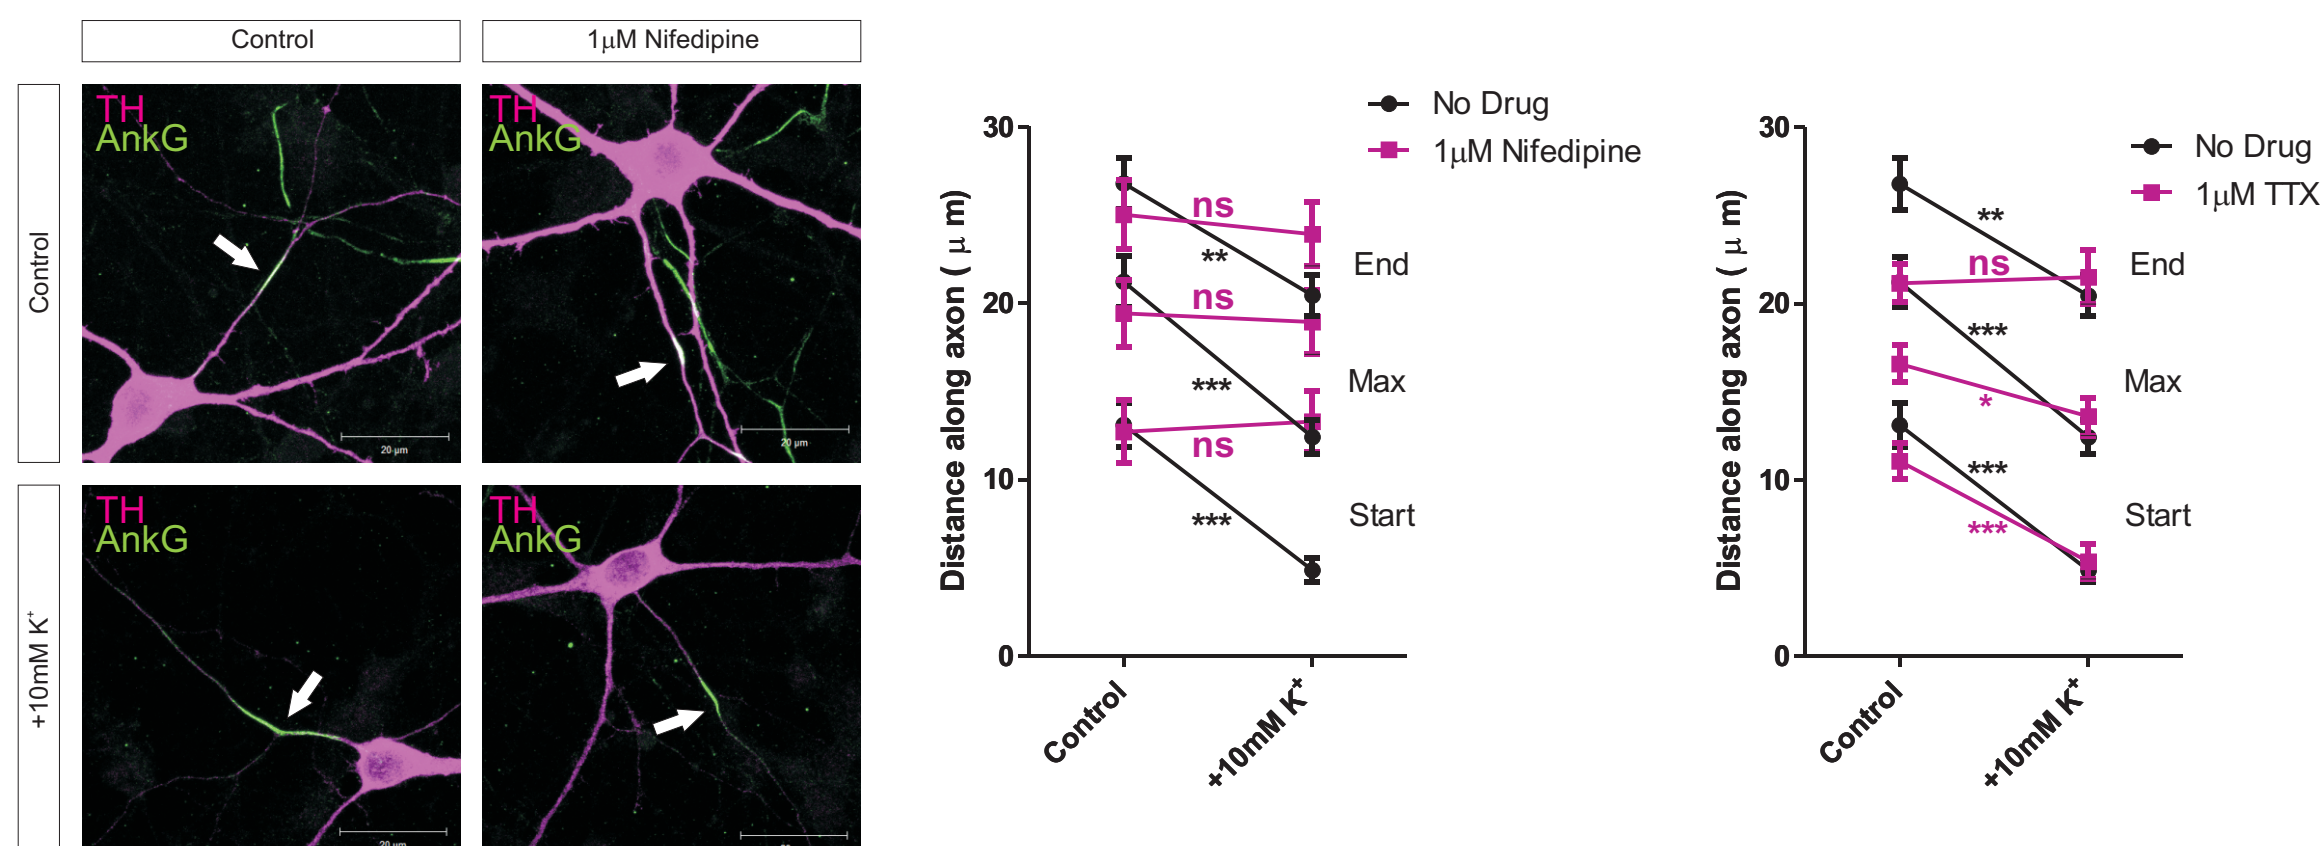 Control
1μM Nifedipine
Control
TH
AnkG
20 μm
TH
AnkG
20 μm
+10mM K⁺
TH
AnkG
20 μm
TH
AnkG
No Drug
1μM Nifedipine
Distance along axon ( μ m)
30
20
10
0
ns
**
ns
***
ns
***
End
Max
Start
Control
+10mM K⁺
No Drug
1μM TTX
Distance along axon ( μ m)
30
20
10
0
**
ns
***
*
***
***
End
Max
Start
Control
+10mM K⁺